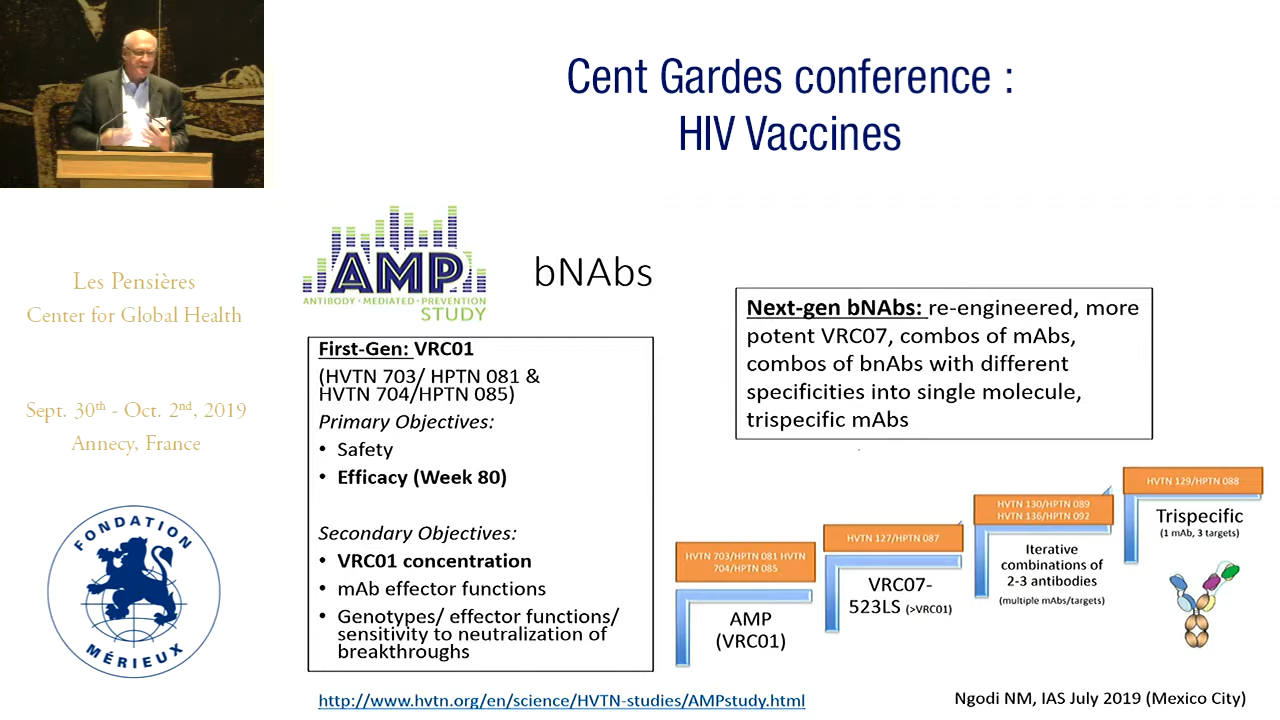 Cent Gardes conference :
HIV Vaccines
Les Pensières
Center for Global Health
Sept. 30th - Oct. 2nd, 2019
Annecy, France
FONDATION
MÉRIEUX
AMP
ANTIBODY • MEDIATED • PREVENTION
STUDY
bNAbs
First-Gen: VRC01
(HVTN 703/ HPTN 081 &
HVTN 704/HPTN 085)
Primary Objectives:
• Safety
• Efficacy (Week 80)
Secondary Objectives:
• VRC01 concentration
• mAb effector functions
• Genotypes/ effector functions/
sensitivity to neutralization of
breakthroughs
Next-gen bNAbs: re-engineered, more
potent VRC07, combos of mAbs,
combos of bnAbs with different
specificities into single molecule,
trispecific mAbs
HVTN 703/HPTN 081 HVTN
704/HPTN 085
AMP
(VRC01)
HVTN 127/HPTN 087
VRC07-
523LS (>VRC01)
HVTN 130/HPTN 089
HVTN 136/HPTN 092
Iterative
combinations of
2-3 antibodies
(multiple mAbs/targets)
HVTN 129/HPTN 088
Trispecific
(1 mAb, 3 targets)
http://www.hvtn.org/en/science/HVTN-studies/AMPstudy.html
Ngodi NM, IAS July 2019 (Mexico City)